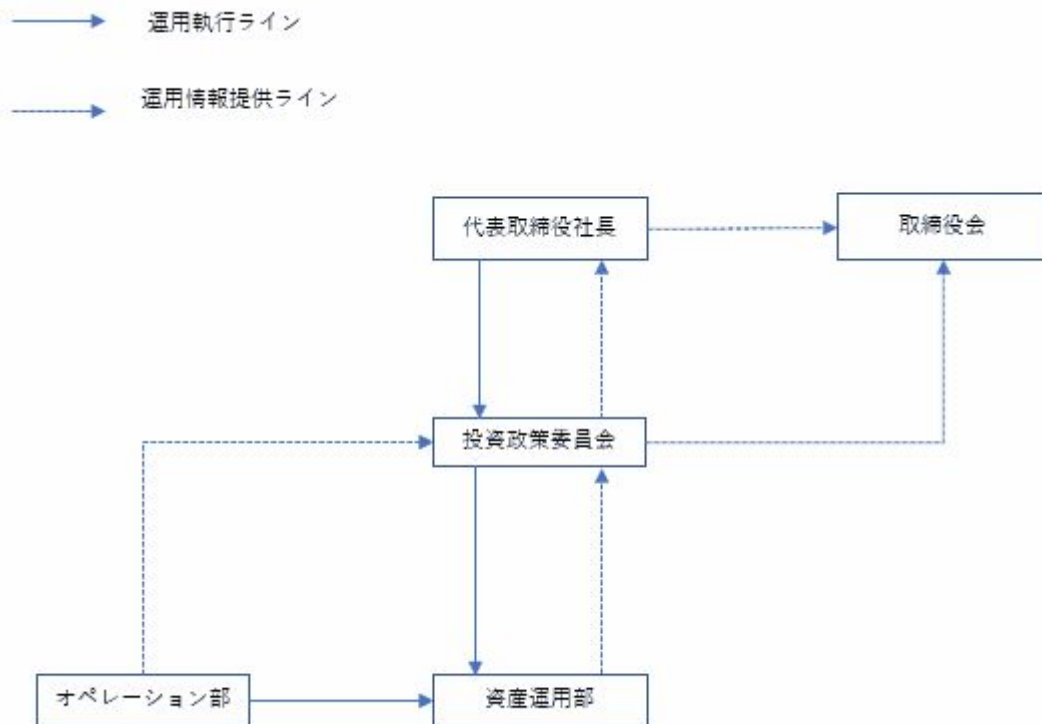 運用執行ライン
運用情報提供ライン
代表取締役社長
取締役会
投資政策委員会
オペレーション部
資産運用部